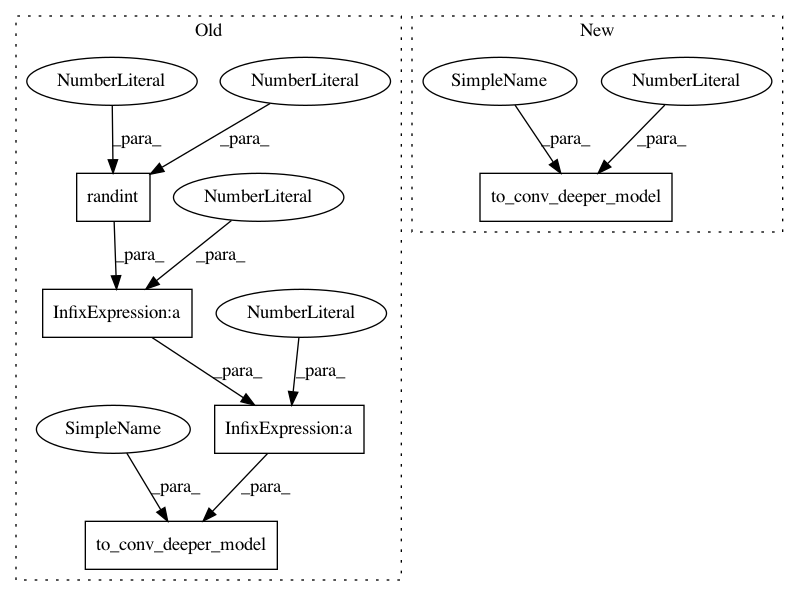 Old
NumberLiteral
NumberLiteral
_para_
_para_
randint
NumberLiteral
_para_
_para_
InfixExpression:a
NumberLiteral
_para_
_para_
SimpleName
InfixExpression:a
_para_
_para_
to_conv_deeper_model
New
SimpleName
NumberLiteral
_para_
_para_
to_conv_deeper_model